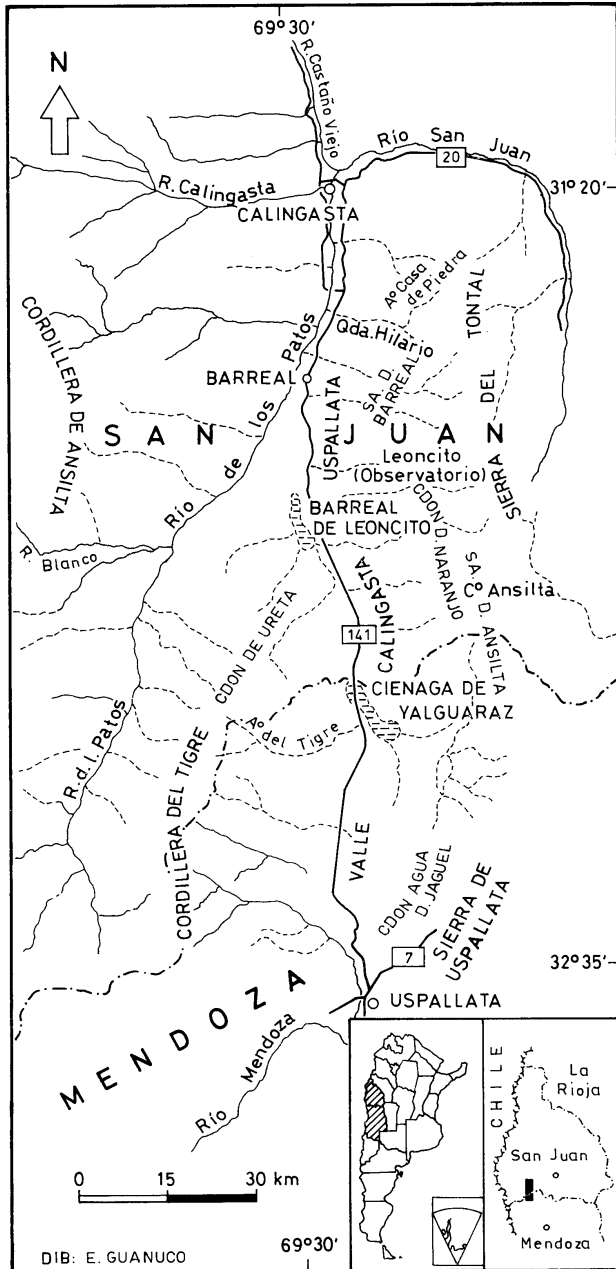 69° 30′
N
R. Castaño Viejo
Río San Juan
20
R. Calingasta
31° 20′
CALINGASTA
Aº Casa
de Piedra
CORDILLERA DE ANSILTA
Río de los Patos
Qda. Hilario
SIERRA DEL TONTAL
BARREAL
SA. D.
BARREAL
SAN JUAN
VALLE CALINGASTA USPALLATA
Leoncito
(Observatorio)
BARREAL
DE LEONCITO
CDON D. NARANJO
R. Blanco
Cº Ansilta
SA. D. ANSILTA
CDON DE URETA
141
CIENAGA DE
YALGUARAZ
Aº del Tigre
R. d. l. Patos
CORDILLERA DEL TIGRE
CDON AGUA
D. JAGUEL
SIERRA DE
USPALLATA
7
32° 35′
MENDOZA
USPALLATA
Río Mendoza
0 15 30 km
CHILE
La
Rioja
San Juan
Mendoza
DIB: E. GUANUCO
69° 30′